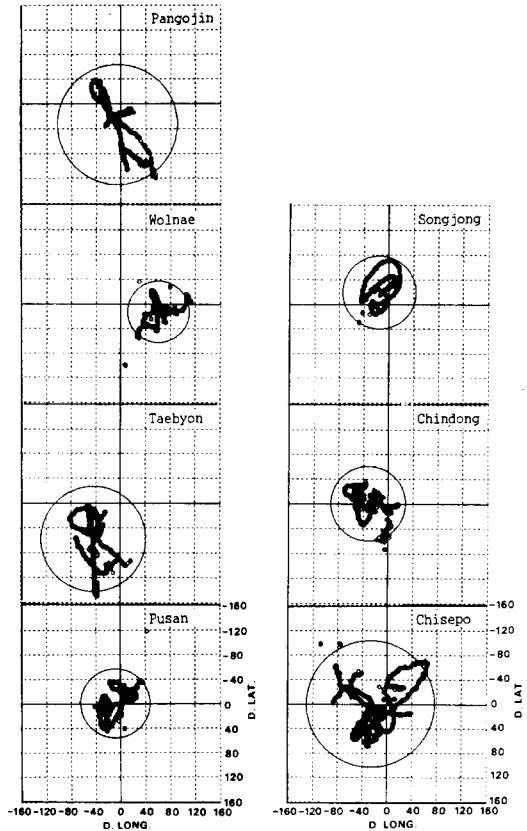 Pangojin
Wolnae
Songjong
Taebyon
Chindong
Pusan
-160
-120
-80
-40
0
40
80
120
160
D. LAT.
Chisepo
-160
-120
-80
-40
0
40
80
120
160
D. LAT.
-160 -120 -80 -40 0 40 80 120 160
D. LONG.
-160 -120 -80 -40 0 40 80 120 160
D LONG.